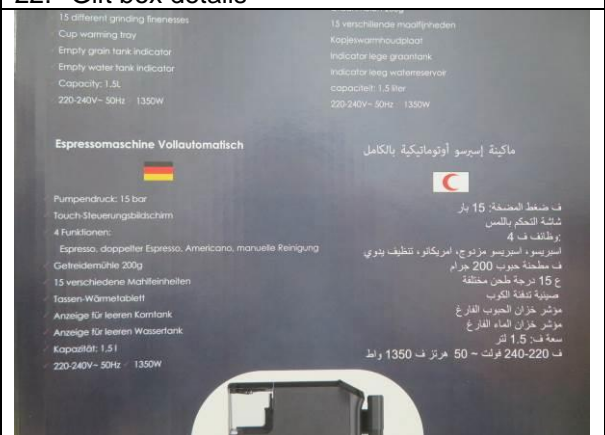 22. Gift box details
15 different grinding finenesses
Cup warming tray
Empty grain tank indicator
Empty water tank indicator
Capacity: 1.5L
220-240V~ 50Hz / 1350W
15 verschillende maalfijnheden
Kopjeswarmhoudplaat
Indicator lege graantank
Indicator leeg waterreservoir
capaciteit: 1.5 liter
220-240V~ 50Hz / 1350W
Espressomaschine Vollautomatisch
Pumpendruck: 15 bar
Touch-Steuerungsbildschirm
4 Funktionen:
Espresso, doppelter Espresso, Americano, manuelle Reinigung
Getreidemühle 200g
15 verschiedene Mahlfeinheiten
Tassen-Wärmetablett
Anzeige für leeren Korntank
Anzeige für leeren Wassertank
Kapazität: 1.5 l
220-240V~ 50Hz / 1350W
ماكينة إسبرسو أوتوماتيكية بالكامل
ف ضغط المضخة: 15 بار
شاشة التحكم باللمس
وظائف ف 4:
اسبريسو، اسبريسو مزدوج، امريكانو، تنظيف يدوي
ف مطحنة حبوب 200 جرام
ع 15 درجة طحن مختلفة
صينية تدفئة الكوب
مؤشر خزان الحبوب الفارغ
مؤشر خزان الماء الفارغ
سعة ف: 1.5 لتر
ف 220-240 فولت ~ 50 هرتز ف 1350 واط